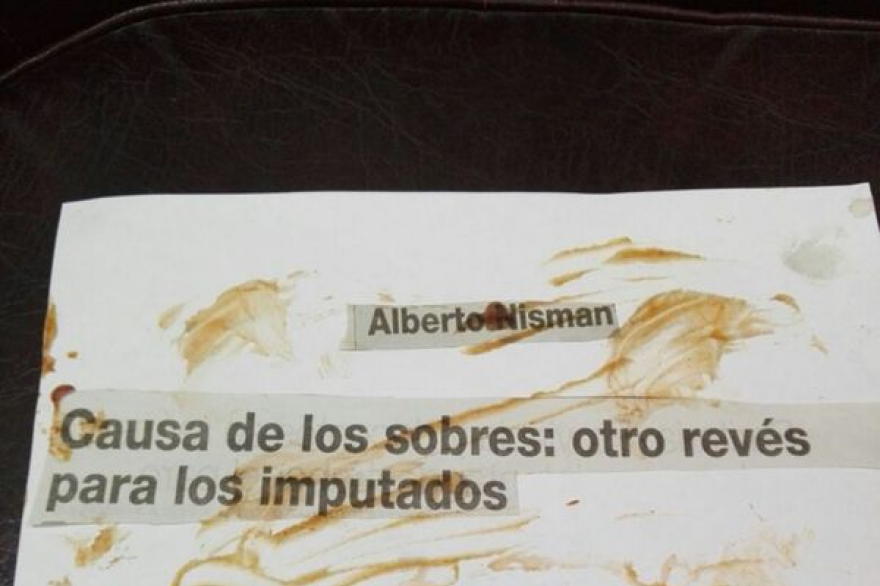 Alberto Nisman
Causa de los sobres: otro revés
para los imputados